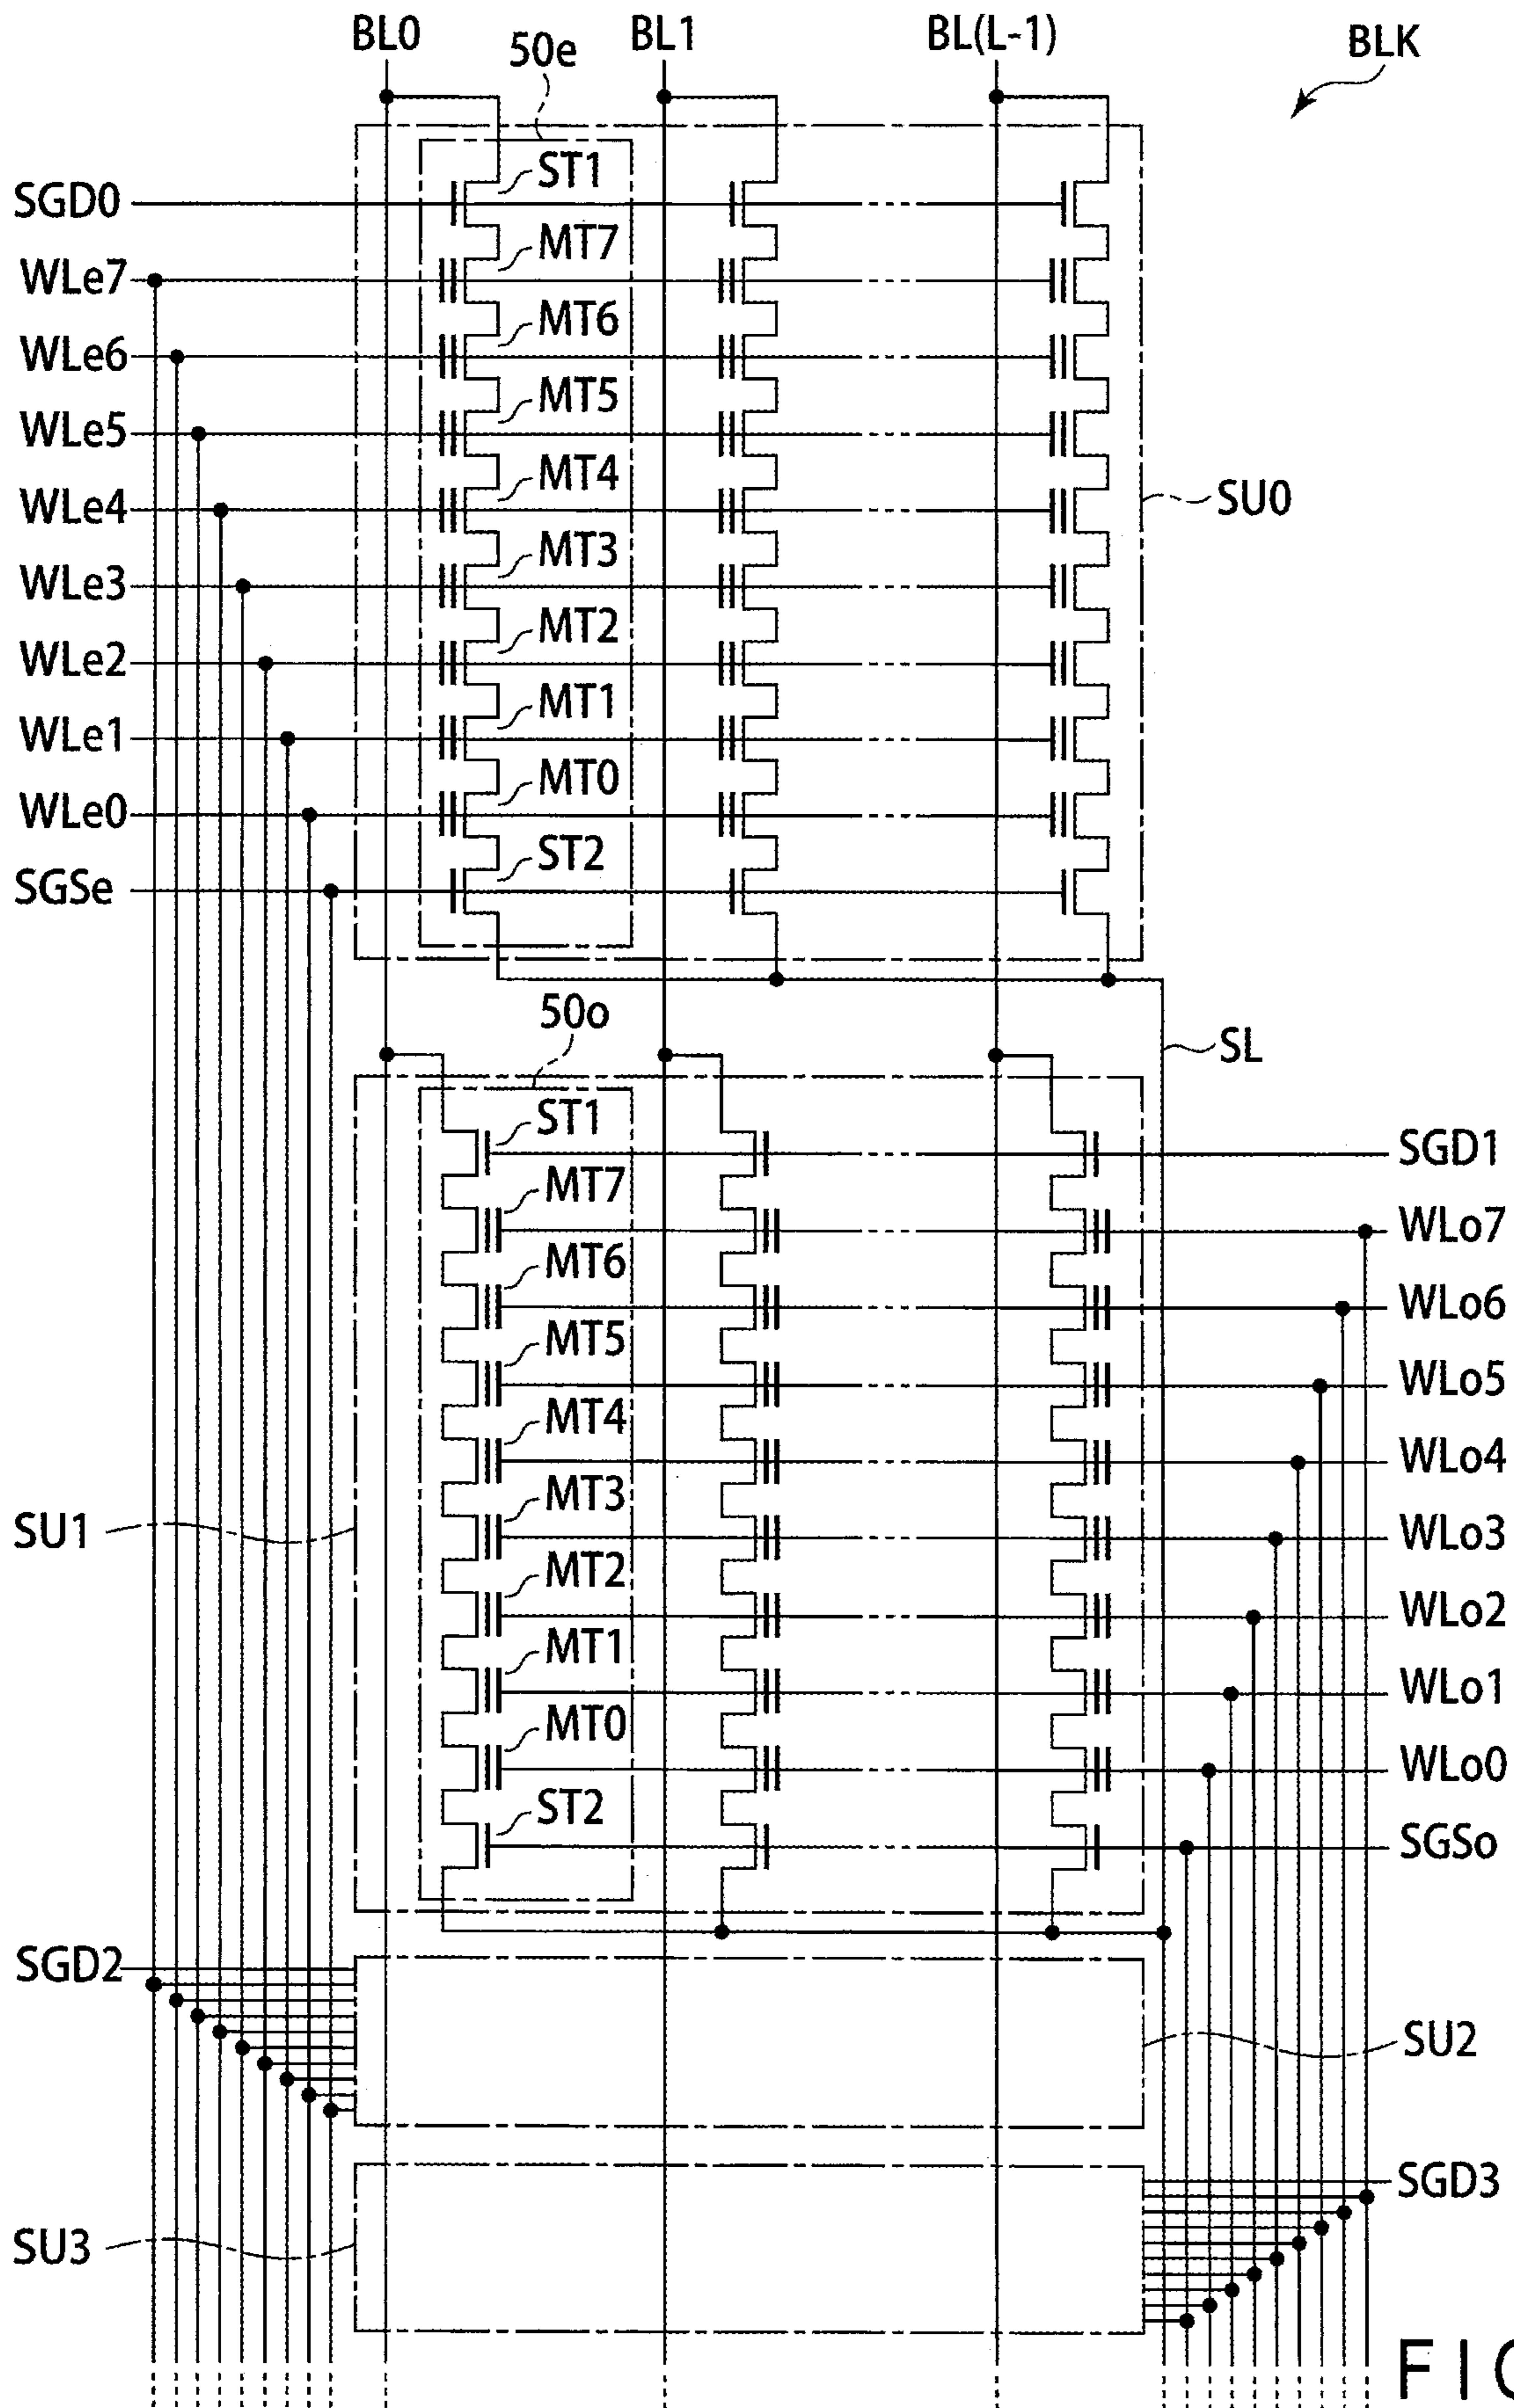 BL0 BL1 BL(L-1) BLK
50e
ST1
SGD0
MT7
WLe7
MT6
WLe6
MT5
WLe5
MT4
WLe4
SU0
MT3
WLe3
MT2
WLe2
MT1
WLe1
MT0
WLe0
ST2
SGSe
50o
SL
ST1
SGD1
MT7
WLo7
MT6
WLo6
MT5
WLo5
MT4
WLo4
MT3
SU1
WLo3
MT2
WLo2
MT1
WLo1
MT0
WLo0
ST2
SGSo
SGD2
SU2
SGD3
SU3